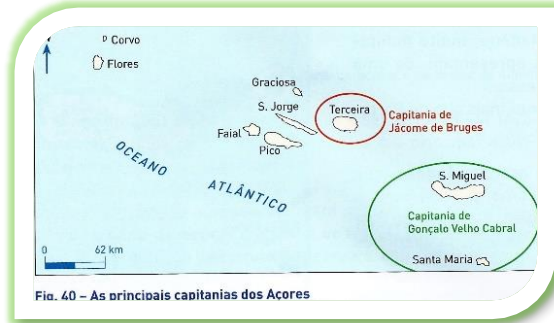 Corvo
Flores
Graciosa
S. Jorge
Terceira
Faial
Pico
Capitania de
Jácome de Bruges
OCEANO
ATLÂNTICO
S. Miguel
Capitania de
Gonçalo Velho Cabral
Santa Maria
0 62 km
Fig. 40 – As principais capitanias dos Açores